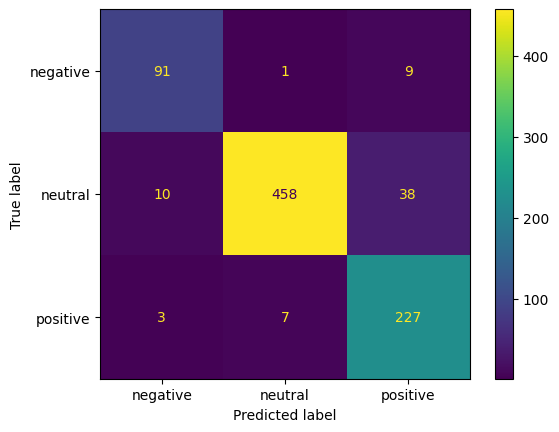 negative 91 1 9
neutral 10 458 38
positive 3 7 227
negative neutral positive
Predicted label
True label
400
300
200
100